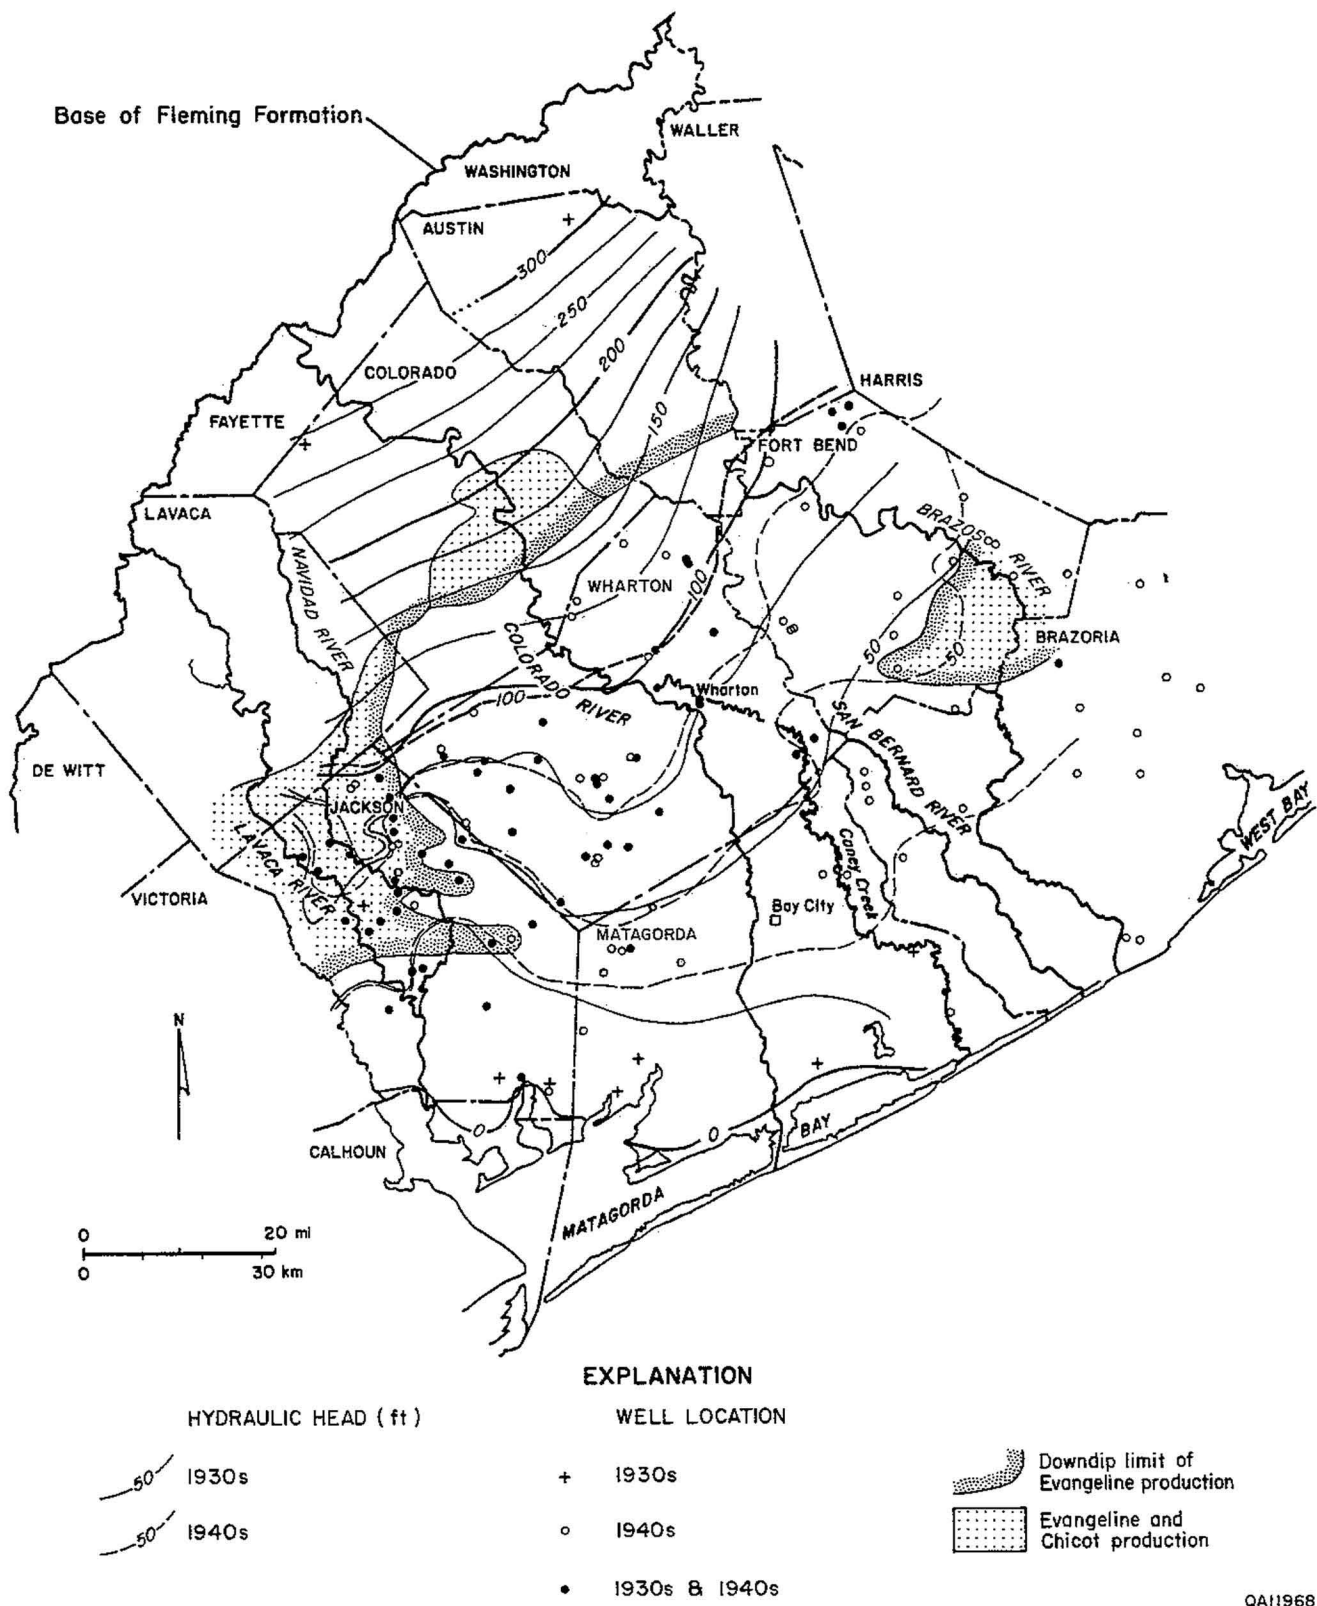 Base of Fleming Formation
WALLER
WASHINGTON
AUSTIN
300
250
200
COLORADO
HARRIS
FAYETTE
150
FORT BEND
LAVACA
BRAZOS RIVER
NAVIDAD RIVER
WHARTON
100
BRAZORIA
COLORADO RIVER
50
50
100
Wharton
SAN BERNARD RIVER
DE WITT
JACKSON
WEST BAY
LAVACA RIVER
Caney Creek
VICTORIA
Bay City
MATAGORDA
N
0
0
BAY
CALHOUN
MATAGORDA
0 20 mi
0 30 km
EXPLANATION
HYDRAULIC HEAD (ft)
50 1930s
50 1940s
WELL LOCATION
+ 1930s
1940s
1930s & 1940s
Downdip limit of
Evangeline production
Evangeline and
Chicot production
QA11968